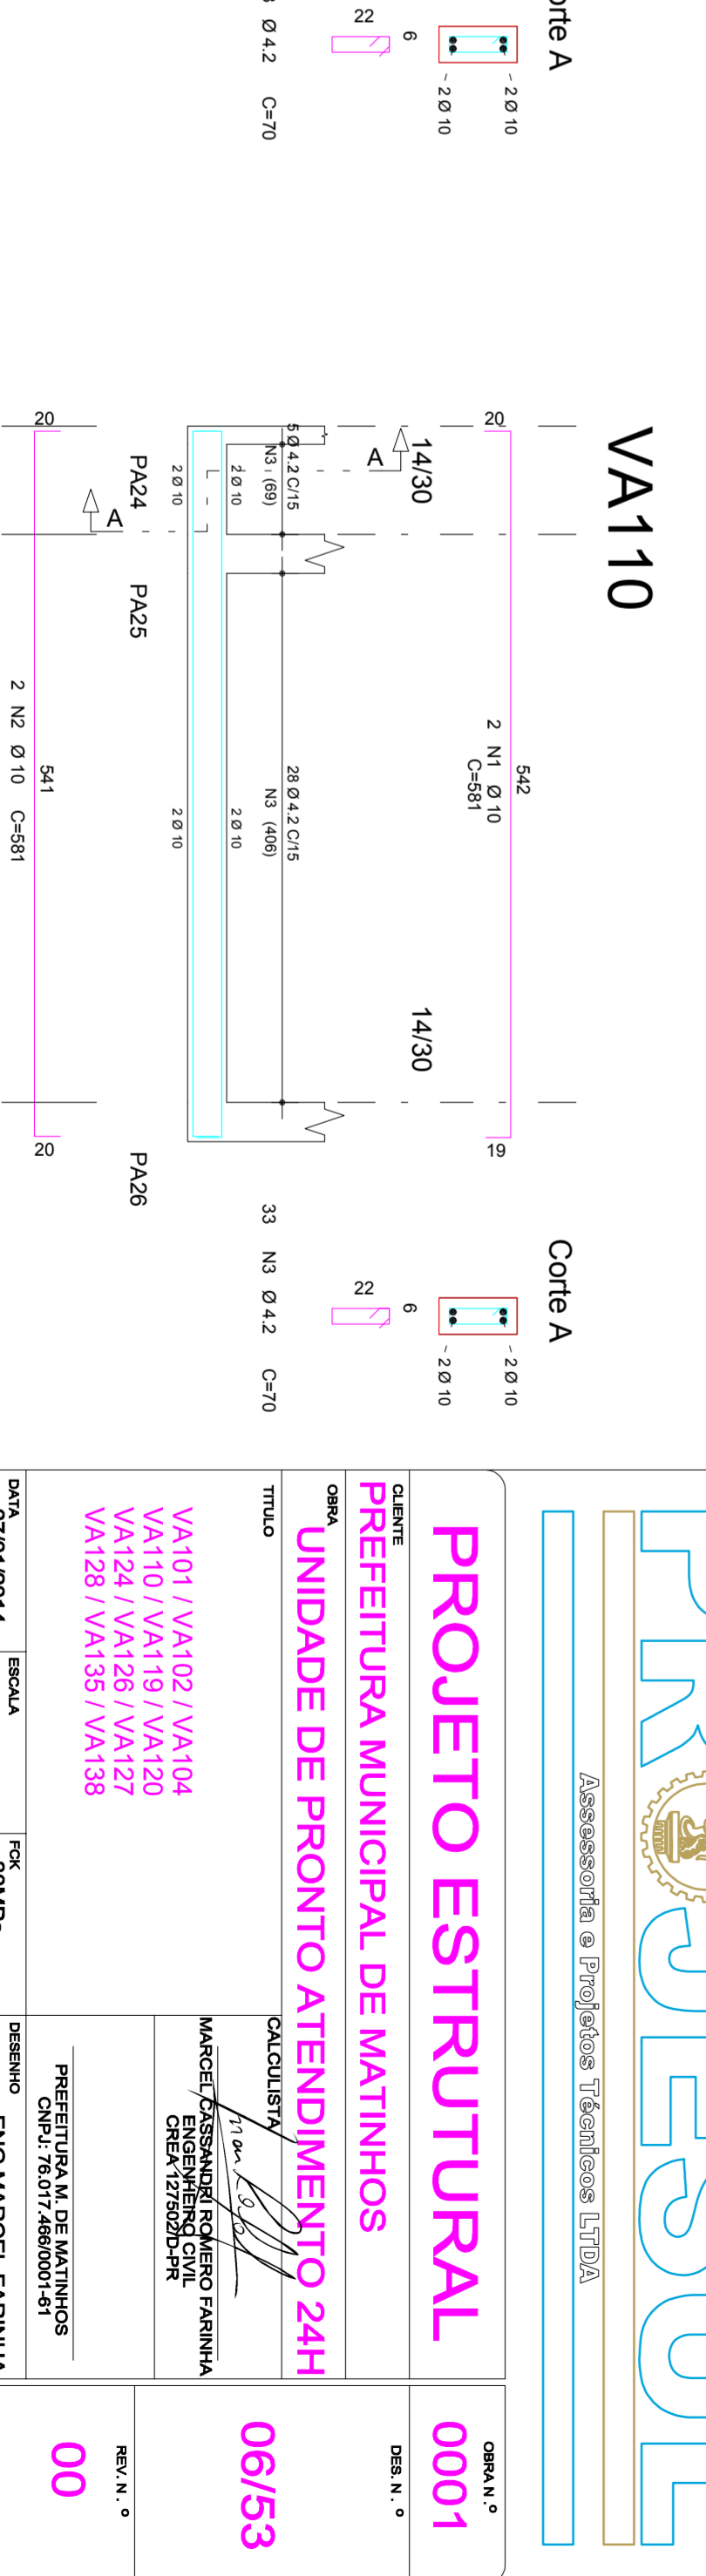 orte A
2 Ø 10
2 Ø 10
6
22
Ø 4.2 C=70
VA110
542
20
2 N1 Ø 10
C=581
19
14/30
14/30
A
5 Ø 4.2 C/15
N3 (69)
28 Ø 4.2 C/15
N3 (406)
2 Ø 10
2 Ø 10
2 Ø 10
2 Ø 10
PA24
PA25
PA26
A
20
541
20
2 N2 Ø 10 C=581
Corte A
2 Ø 10
2 Ø 10
6
22
33 N3 Ø 4.2 C=70
PROJESUL
Assessoria e Projetos Técnicos LTDA
PROJETO ESTRUTURAL
CLIENTE
PREFEITURA MUNICIPAL DE MATINHOS
OBRA
UNIDADE DE PRONTO ATENDIMENTO 24H
TITULO
VA101 / VA102 / VA104
VA110 / VA119 / VA120
VA124 / VA126 / VA127
VA128 / VA135 / VA138
CALCULISTA
MARCEL CASSANDRI ROMERO FARINHA
ENGENHEIRO CIVIL
CREA 127502/D-PR
PREFEITURA M. DE MATINHOS
CNPJ: 76.017.466/0001-61
DATA
ESCALA
FCK
DESENHO
ENG MARCEL FARINHA
OBRA N.º
0001
DES. N. º
06/53
REV. N. º
00